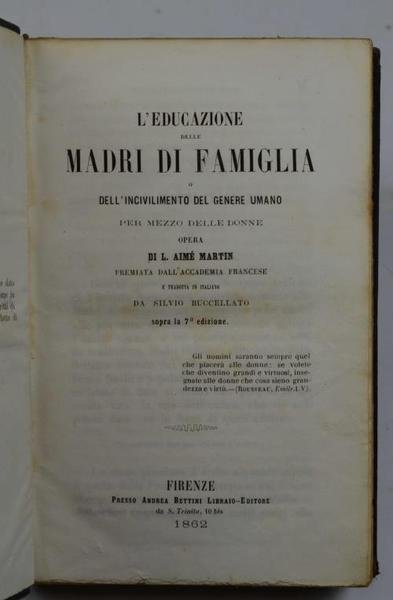 L'EDUCAZIONE
DELLE
MADRI DI FAMIGLIA
O
DELL'INCIVILIMENTO DEL GENERE UMANO
PER MEZZO DELLE DONNE
OPERA
DI L. AIMÉ MARTIN
PREMIATA DALL'ACCADEMIA FRANCESE
E TRADOTTA IN ITALIANO
DA SILVIO BUCCELLATO
sopra la 7a edizione.
Gli uomini saranno sempre quel
che piacerà alle donne: se volete
che diventino grandi e virtuosi, inse-
gnate alle donne che cosa sieno gran-
dezza e virtù.—(ROUSSEAU, Emile. l. V).
FIRENZE
PRESSO ANDREA BETTINI LIBRAIO-EDITORE
da S. Trinita, 10 bis
1862